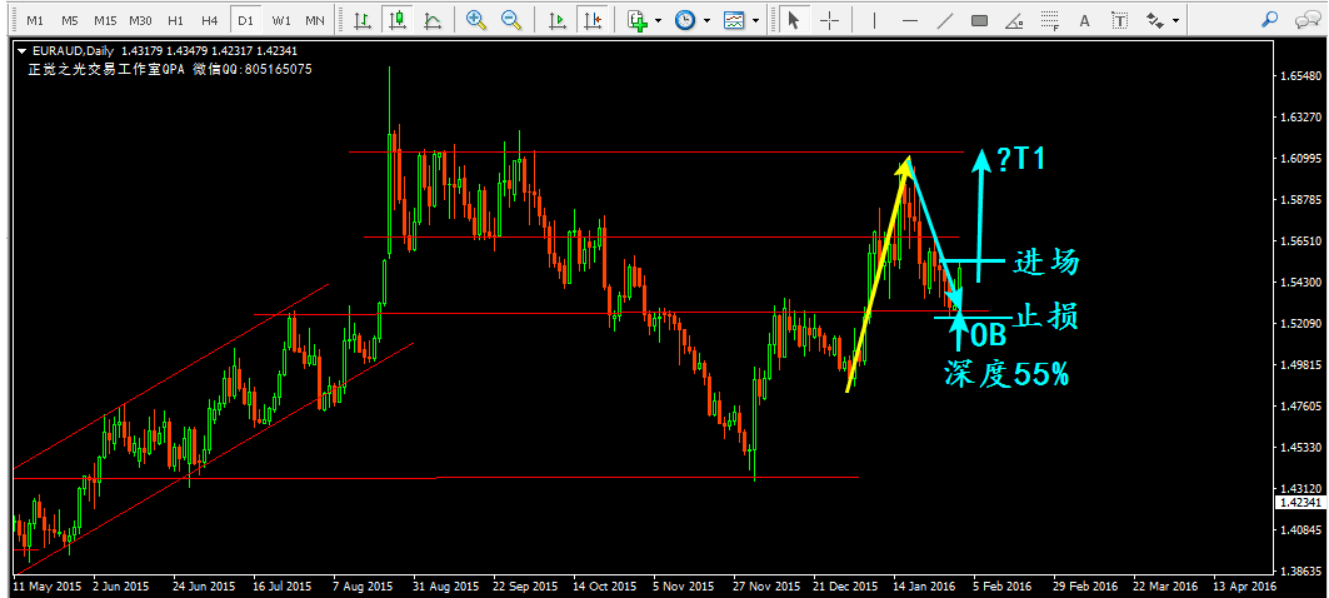 M1 M5 M15 M30 H1 H4 D1 W1 MN
F
A
T
EURAUD,Daily 1.43179 1.43479 1.42317 1.42341
正觉之光交易工作室QPA 微信QQ:805165075
?T1
进场
止损
OB
深度55%
1.65480
1.63270
1.60995
1.58785
1.56510
1.54300
1.52090
1.49815
1.47605
1.45330
1.43120
1.42341
1.40845
1.38635
11 May 2015 2 Jun 2015 24 Jun 2015 16 Jul 2015 7 Aug 2015 31 Aug 2015 22 Sep 2015 14 Oct 2015 5 Nov 2015 27 Nov 2015 21 Dec 2015 14 Jan 2016 5 Feb 2016 29 Feb 2016 22 Mar 2016 13 Apr 2016